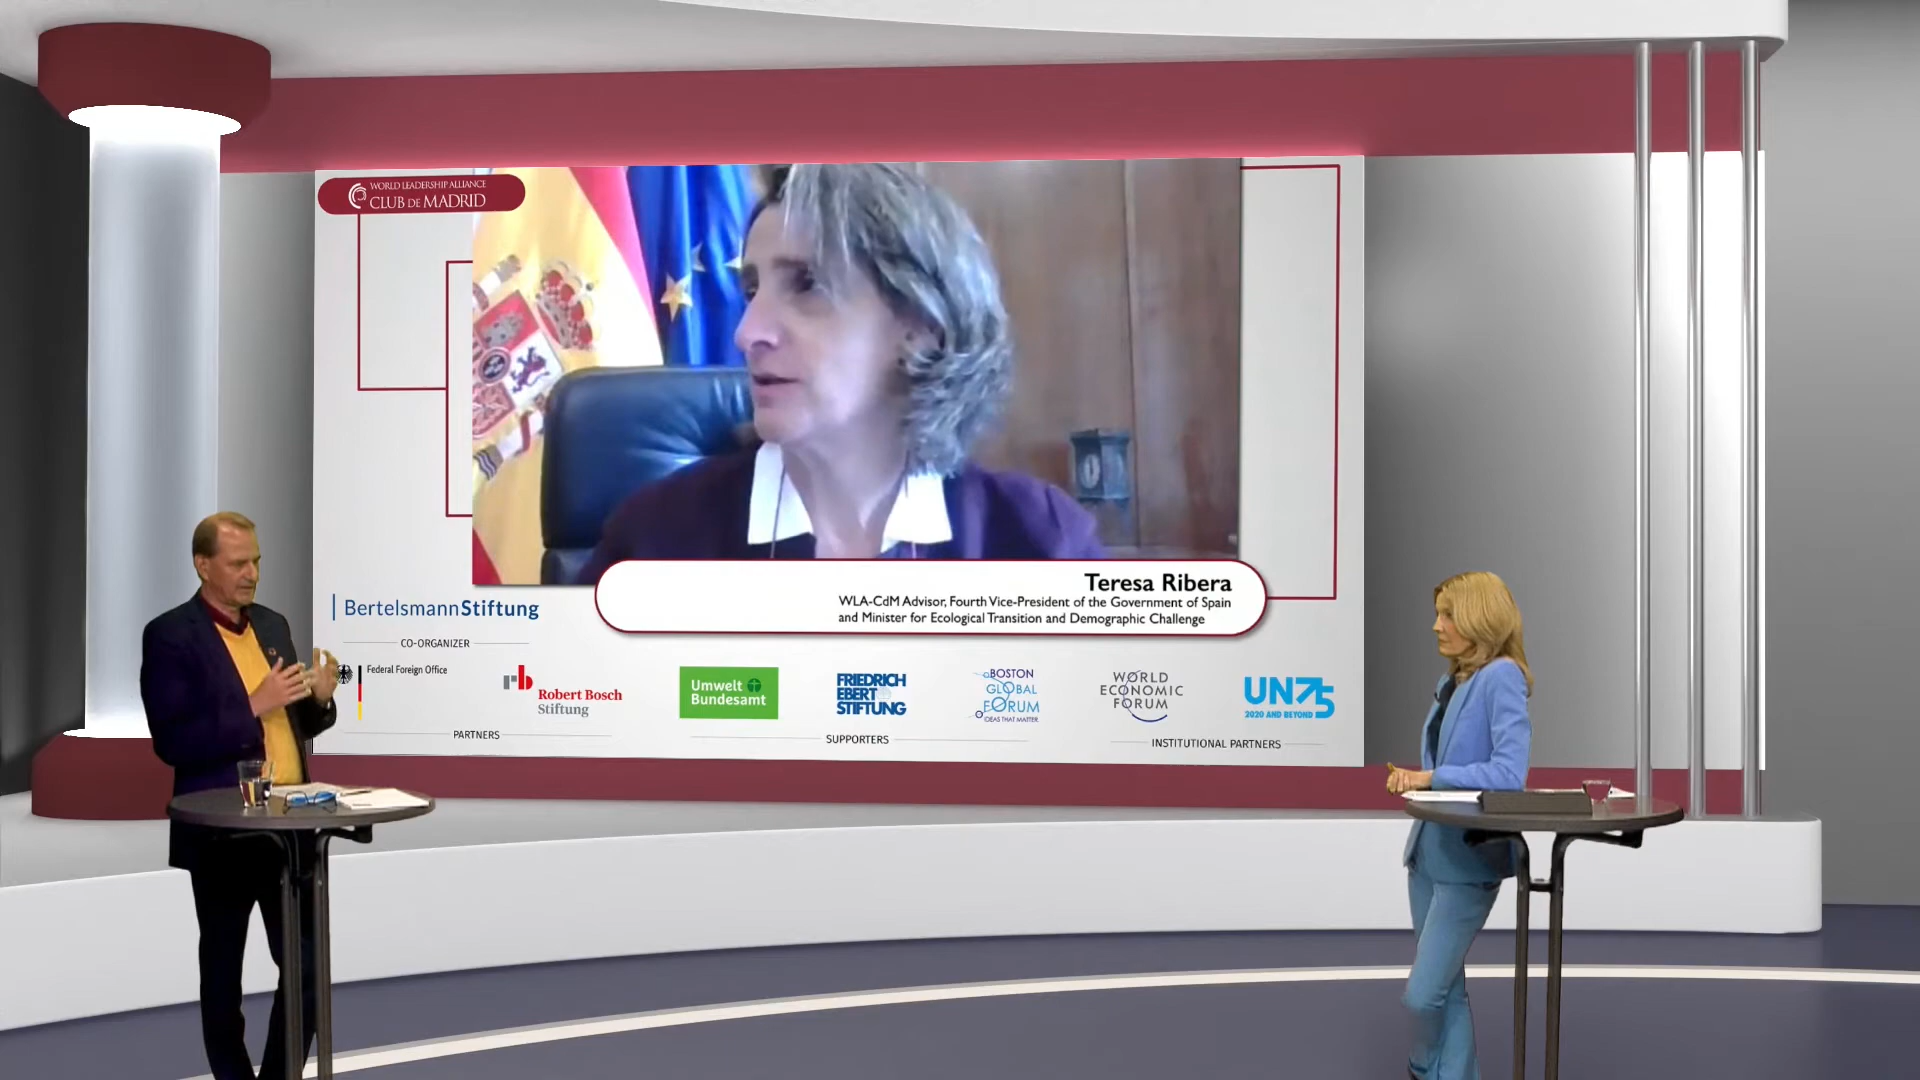 WORLD LEADERSHIP ALLIANCE
CLUB DE MADRID
Teresa Ribera
WLA-CdM Advisor, Fourth Vice-President of the Government of Spain
and Minister for Ecological Transition and Demographic Challenge
BertelsmannStiftung
CO-ORGANIZER
Federal Foreign Office
rb
Robert Bosch
Stiftung
PARTNERS
Umwelt
Bundesamt
FRIEDRICH
EBERT
STIFTUNG
BOSTON
GLOBAL
FORUM
IDEAS THAT MATTER
SUPPORTERS
WORLD
ECONOMIC
FORUM
UN75
2020 AND BEYOND
INSTITUTIONAL PARTNERS